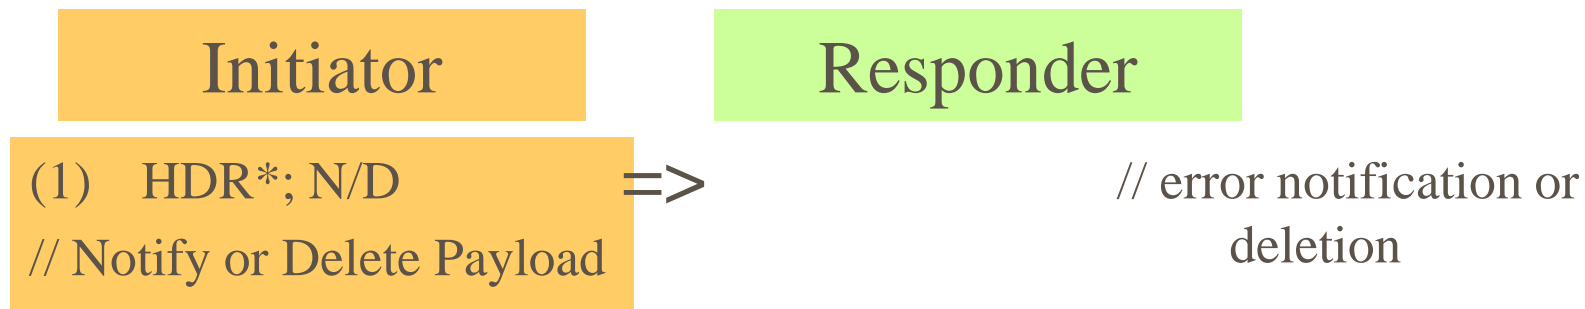 Initiator
Responder
(1) HDR*; N/D => // error notification or
deletion
// Notify or Delete Payload